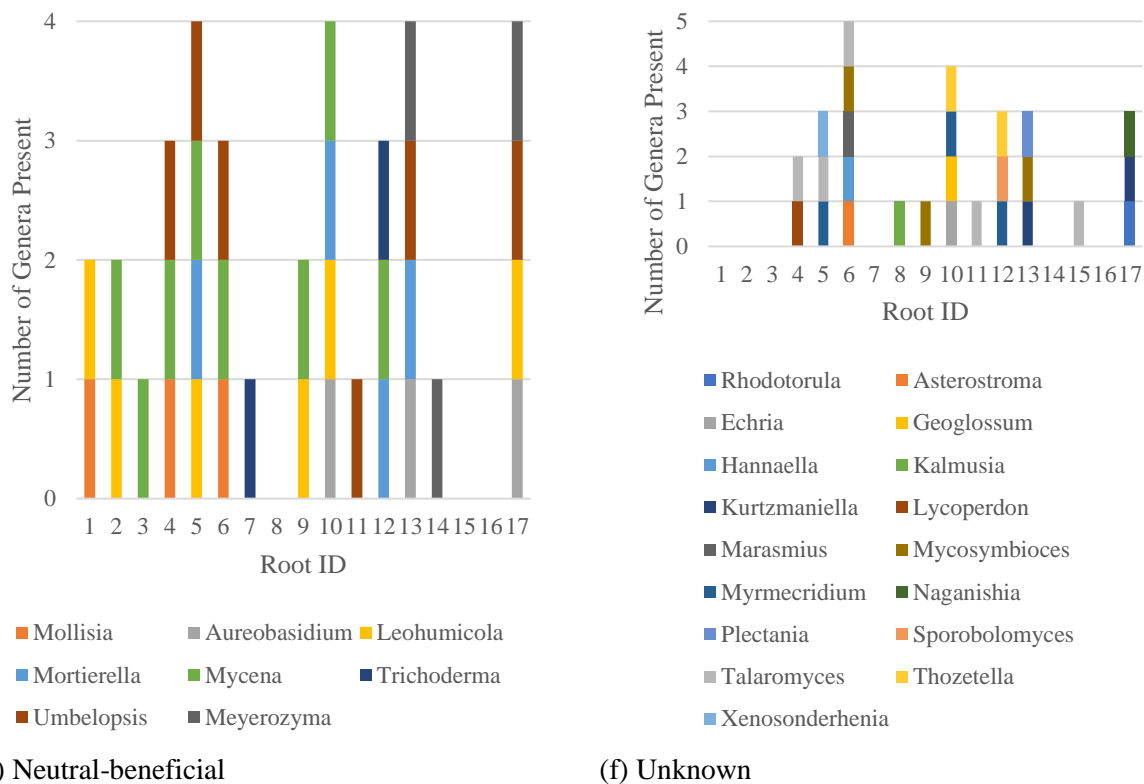 Number of Genera Present
4
3
2
1
0
1 2 3 4 5 6 7 8 9 10 11 12 13 14 15 16 17
Root ID
Mollisia Aureobasidium Leohumicola
Mortierella Mycena Trichoderma
Umbelopsis Meyerozyma
) Neutral-beneficial
Number of Genera Present
5
4
3
2
1
0
1 2 3 4 5 6 7 8 9 10 11 12 13 14 15 16 17
Root ID
Rhodotorula Asterostroma
Echria Geoglossum
Hannaella Kalmusia
Kurtzmaniella Lycoperdon
Marasmius Mycosymbioces
Myrmecridium Naganishia
Plectania Sporobolomyces
Talaromyces Thozetella
Xenosonderhenia
(f) Unknown